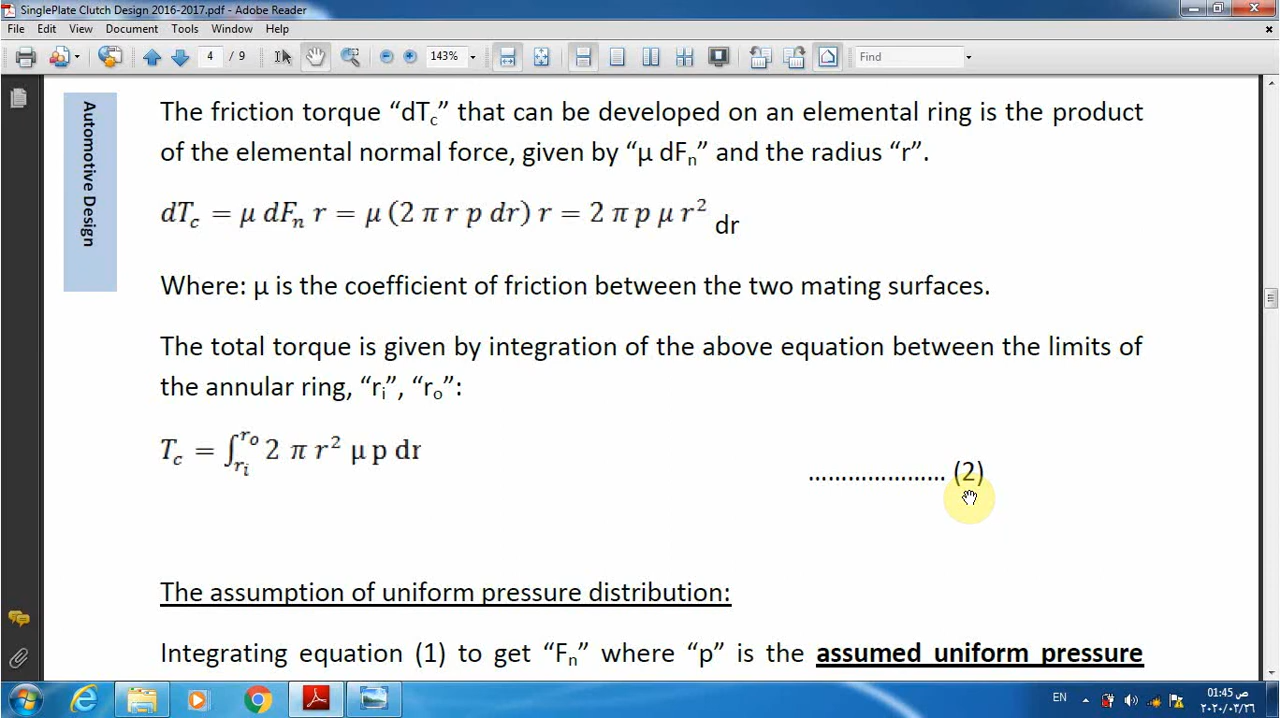 SinglePlate Clutch Design 2016-2017.pdf - Adobe Reader
File Edit View Document Tools Window Help
4 / 9 143% Find
Automotive Design
The friction torque “dTc” that can be developed on an elemental ring is the product
of the elemental normal force, given by “μ dFn” and the radius “r”.
dTc = μ dFn r = μ (2 π r p dr) r = 2 π p μ r² dr
Where: μ is the coefficient of friction between the two mating surfaces.
The total torque is given by integration of the above equation between the limits of
the annular ring, “ri”, “ro”:
Tc = ∫ri^ro 2 π r² μ p dr
..................... (2)
The assumption of uniform pressure distribution:
Integrating equation (1) to get “Fn” where “p” is the assumed uniform pressure
EN
01:45 ص
٢٠٢٠/٠٣/٢٦